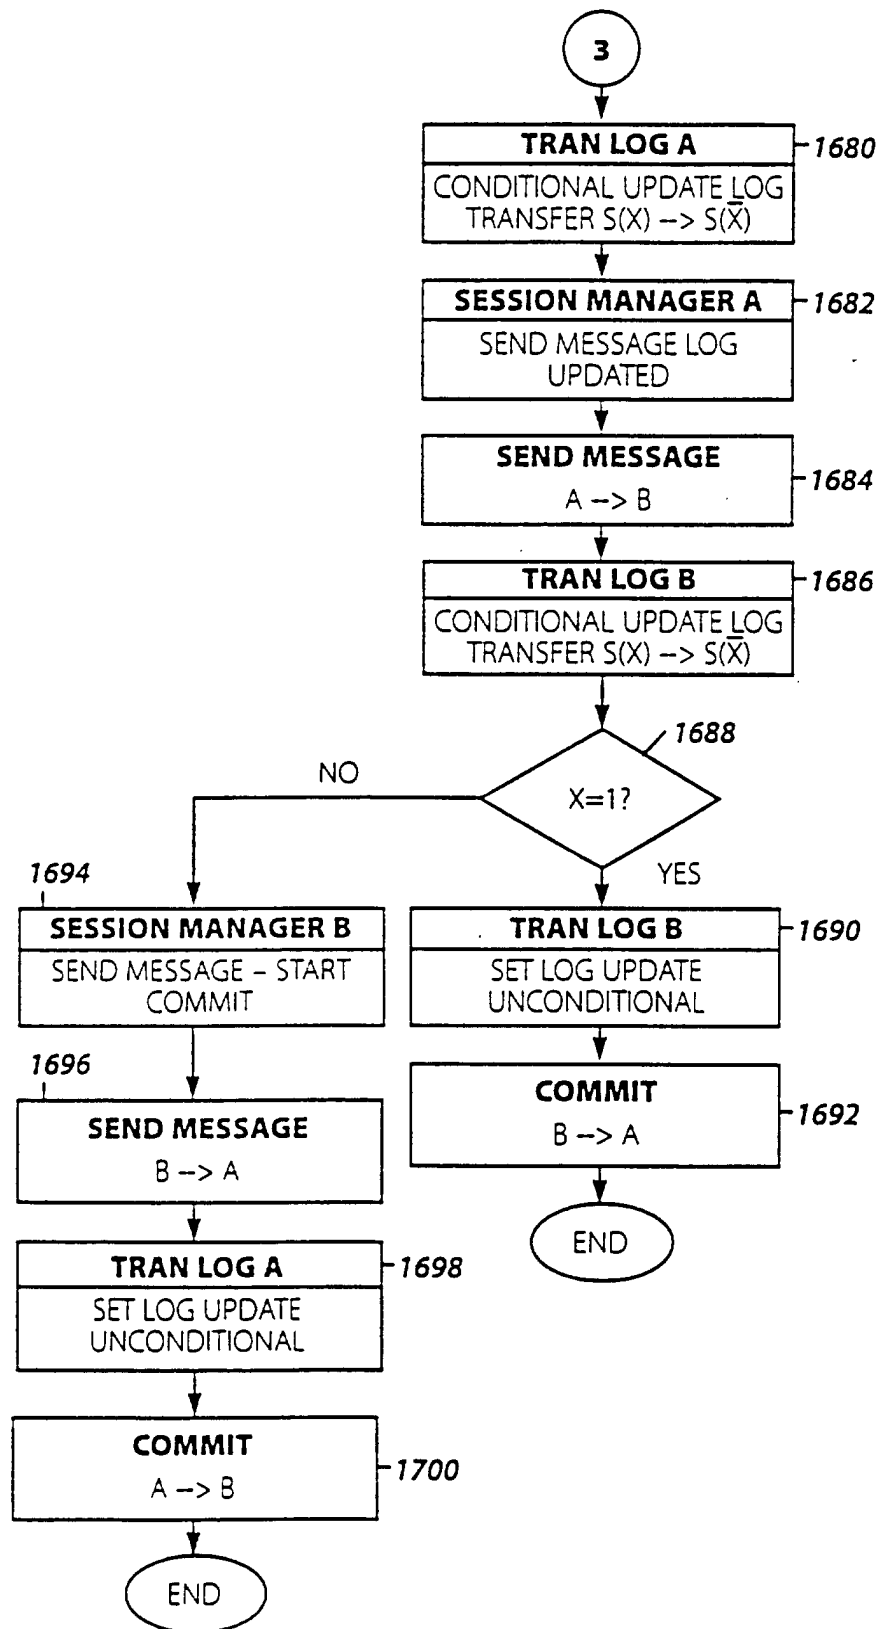 3
TRAN LOG A
1680
CONDITIONAL UPDATE LOG
TRANSFER S(X) --> S(X̅)
SESSION MANAGER A
1682
SEND MESSAGE LOG
UPDATED
SEND MESSAGE
A --> B
1684
TRAN LOG B
1686
CONDITIONAL UPDATE LOG
TRANSFER S(X) --> S(X̅)
1688
X=1?
NO
YES
1694
SESSION MANAGER B
SEND MESSAGE – START
COMMIT
TRAN LOG B
1690
SET LOG UPDATE
UNCONDITIONAL
1696
SEND MESSAGE
B --> A
COMMIT
B --> A
1692
END
TRAN LOG A
1698
SET LOG UPDATE
UNCONDITIONAL
COMMIT
A --> B
1700
END